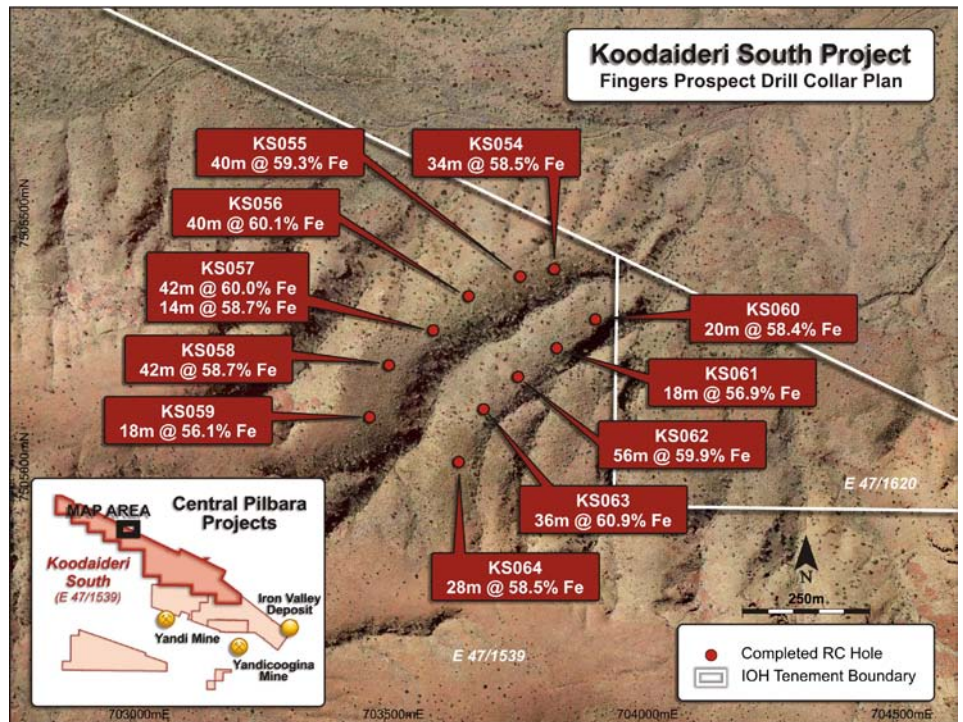 Koodaideri South Project
Fingers Prospect Drill Collar Plan
KS055
40m @ 59.3% Fe
KS054
34m @ 58.5% Fe
KS056
40m @ 60.1% Fe
KS057
42m @ 60.0% Fe
14m @ 58.7% Fe
KS058
42m @ 58.7% Fe
KS059
18m @ 56.1% Fe
KS060
20m @ 58.4% Fe
KS061
18m @ 56.9% Fe
KS062
56m @ 59.9% Fe
KS063
36m @ 60.9% Fe
KS064
28m @ 58.5% Fe
7505500mN
7505600mN
E 47/1620
E 47/1539
N
250m
Completed RC Hole
IOH Tenement Boundary
Central Pilbara
Projects
MAP AREA
Koodaideri
South
(E 47/1539)
Iron Valley
Deposit
Yandi Mine
Yandicoogina
Mine
703000mE
703500mE
704000mE
704500mE